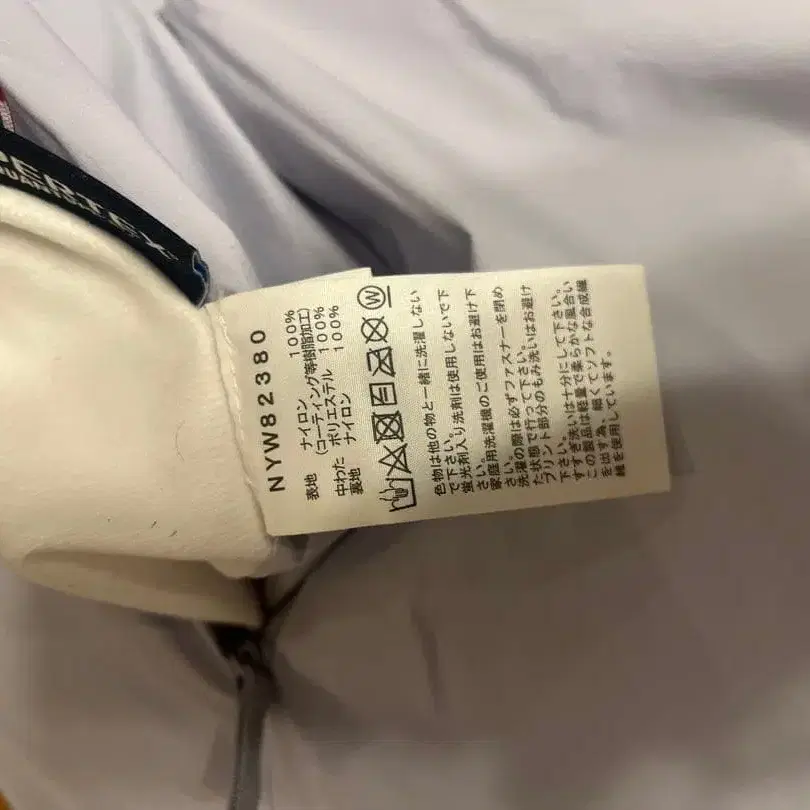 PERTEX
QUANTUM
NYW82380
表地 ナイロン 100%
(コーティング等樹脂加工)
中わた ポリエステル 100%
裏地 ナイロン 100%
W
色物は他の物と一緒に洗濯しない
で下さい。
蛍光剤入り洗剤は使用しないで下
さい。
家庭用洗濯機のご使用はお避け下
さい。
洗濯の際は必ずファスナーを閉め
た状態で行って下さい。
プリント部分のもみ洗いはお避け
下さい。
すすぎ洗いは十分にして下さい。
この製品は軽量で柔らかな風合い
を出す為、細くてソフトな合成繊
維を使用しています。